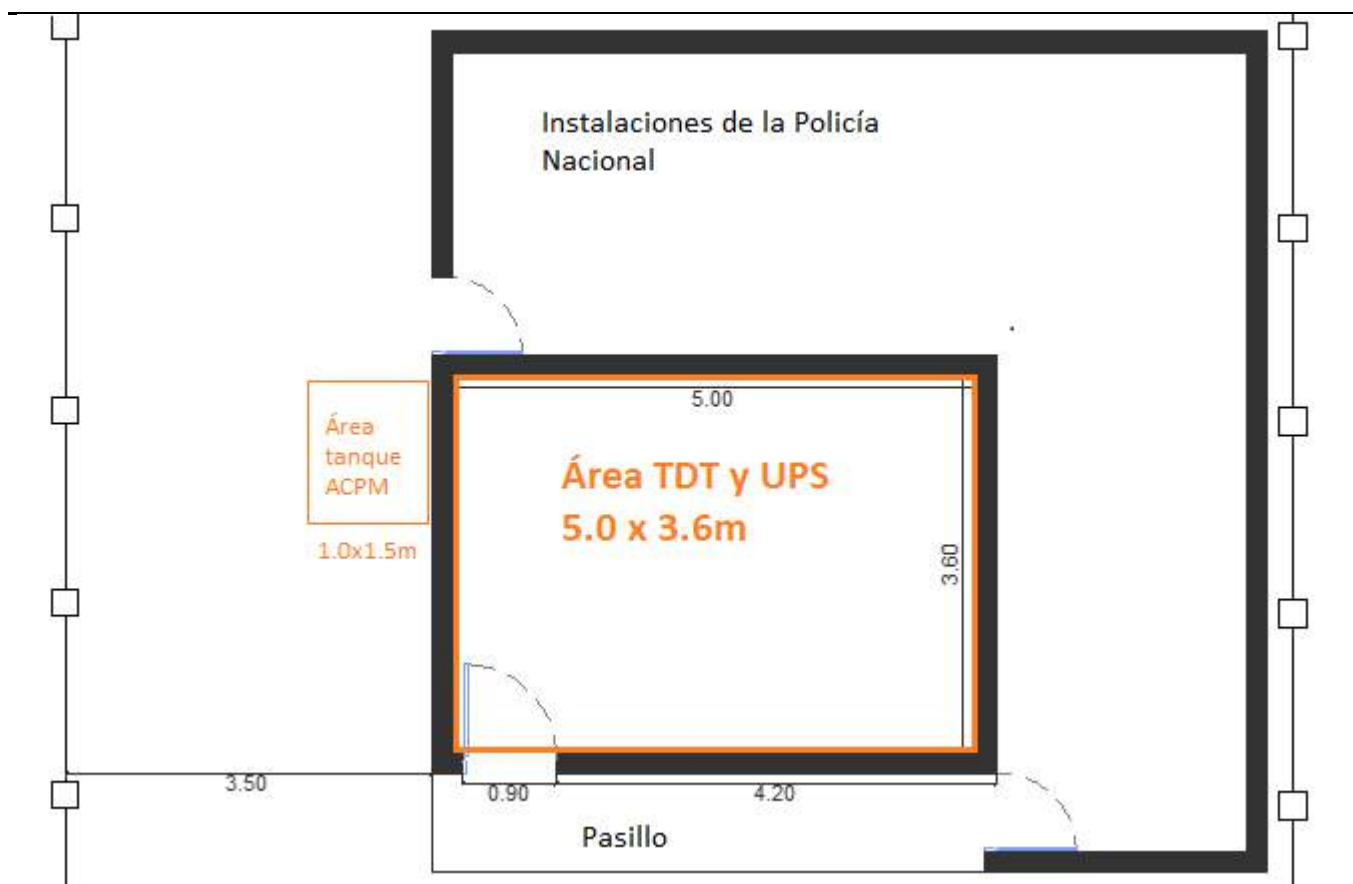 Instalaciones de la Policía
Nacional
5.00
Área
tanque
ACPM
1.0x1.5m
Área TDT y UPS
5.0 x 3.6m
3.60
3.50
0.90
4.20
Pasillo